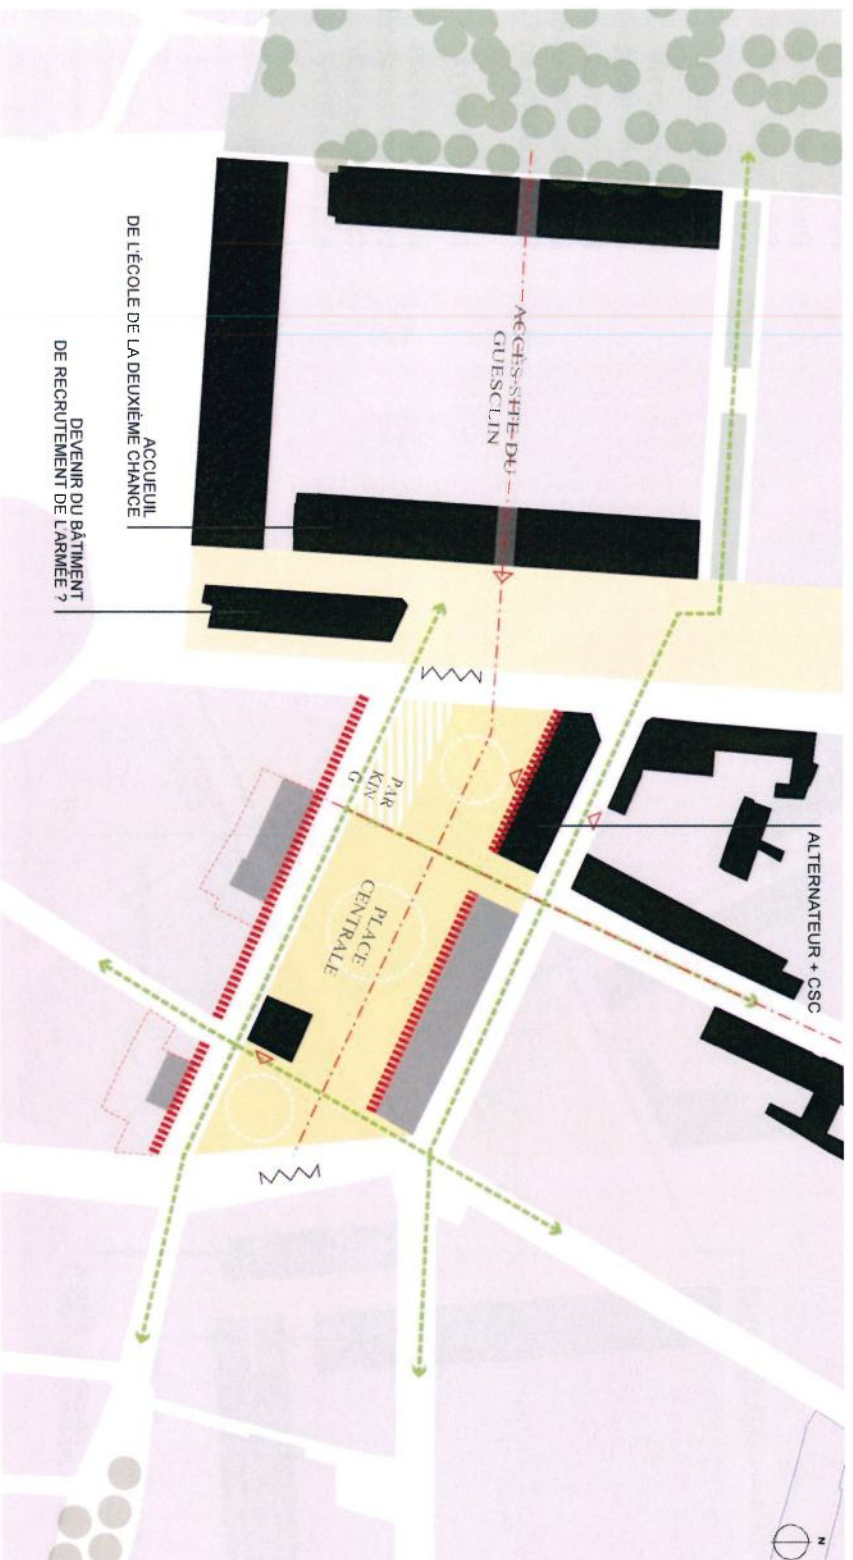 ACCUEUIL
DE L'ÉCOLE DE LA DEUXIÈME CHANCE
DEVENIR DU BÂTIMENT
DE RECRUTEMENT DE L'ARMÉE ?
ACCÈS SITE DU
GUESCLIN
ALTERNATEUR + CSC
PAR
KIN
G
PLACE
CENTRALE
N